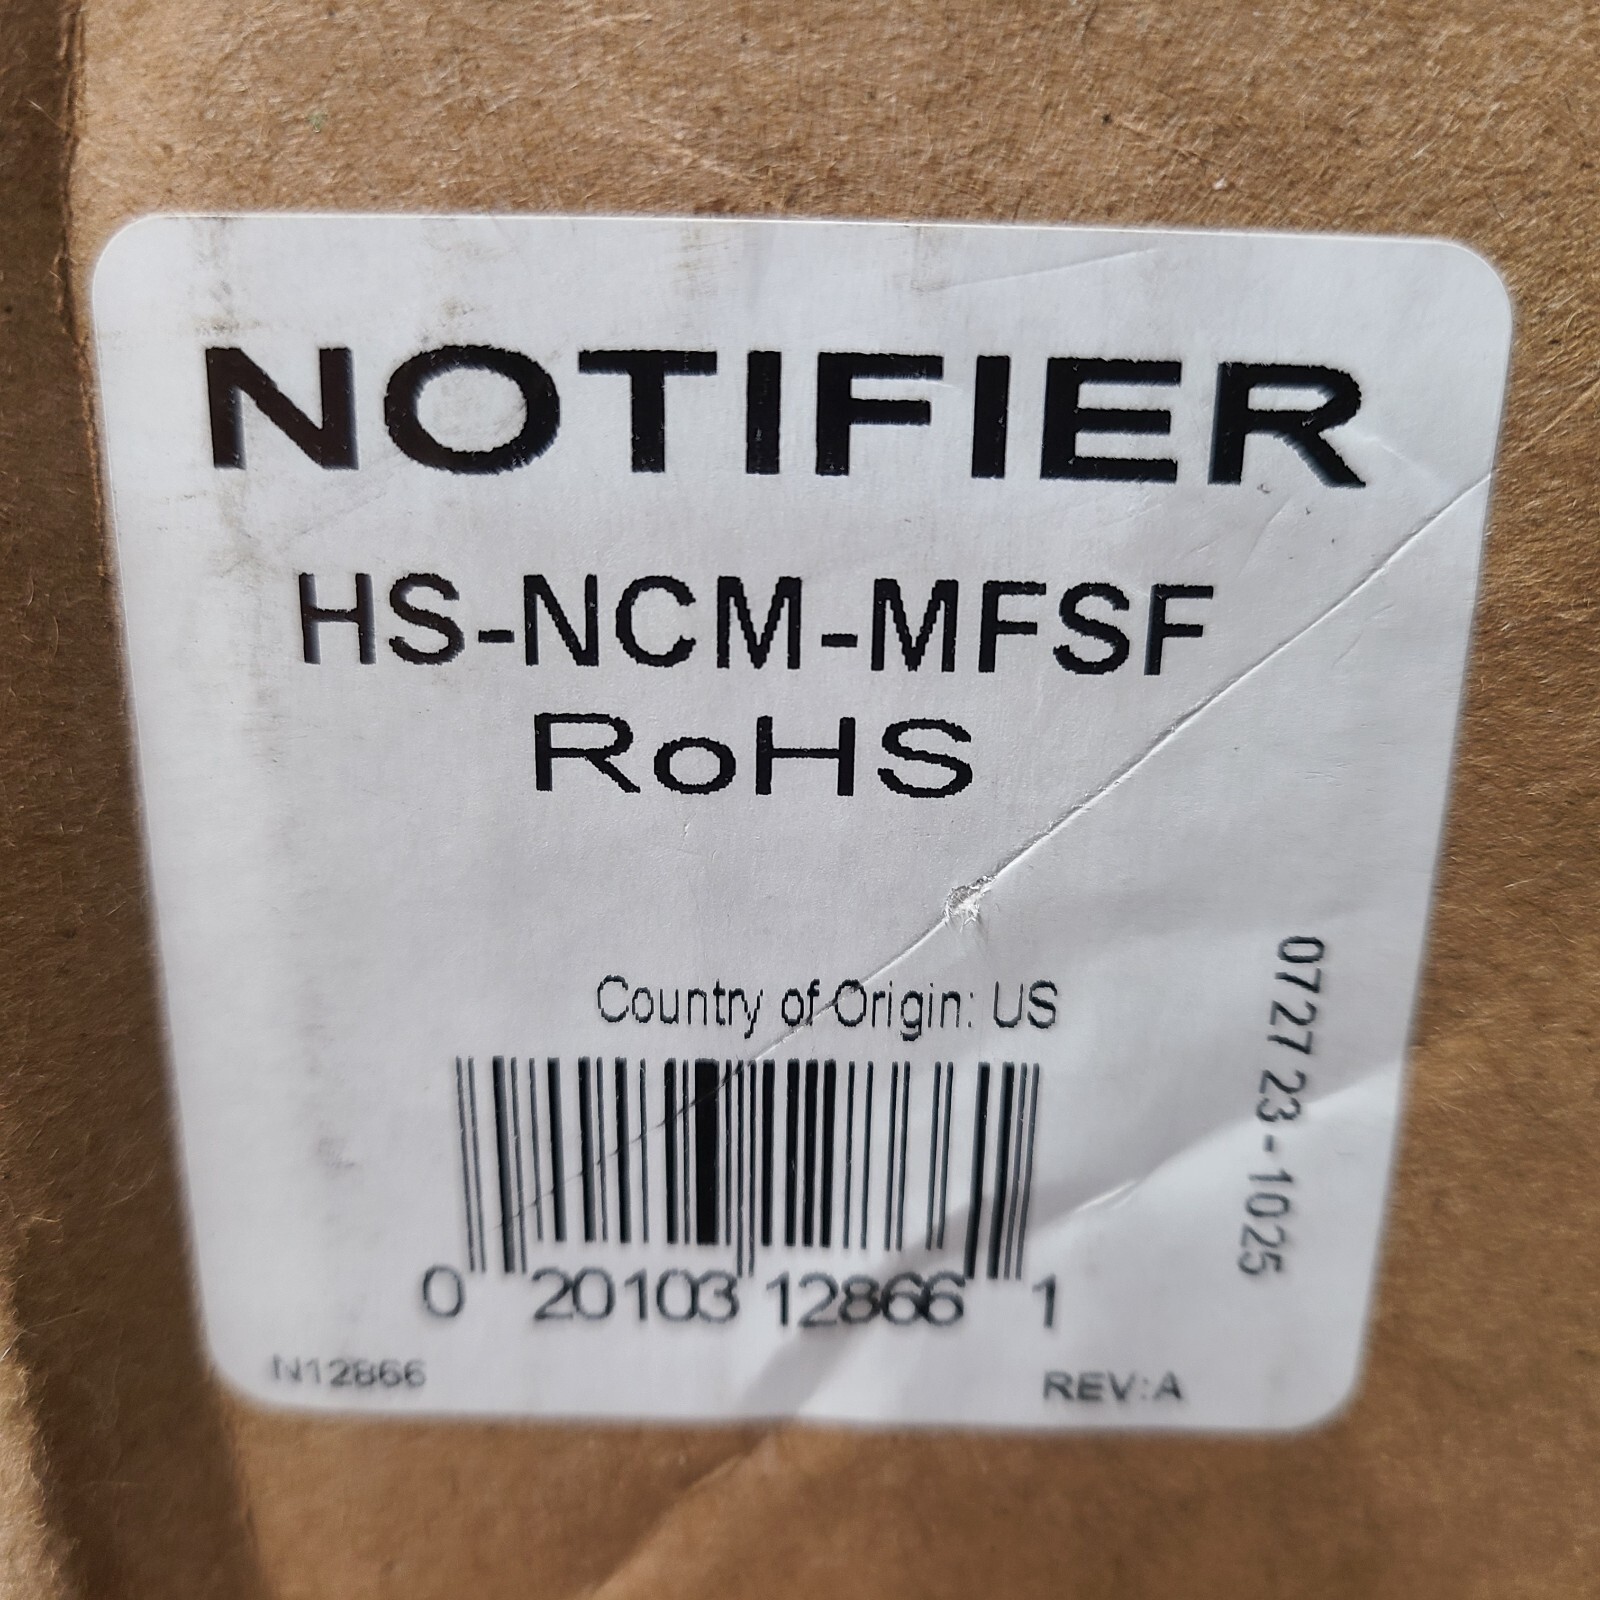 NOTIFIER
HS-NCM-MFSF
RoHS
Country of Origin: US
0727 23-1025
0 20103 12866 1
N12866
REV:A